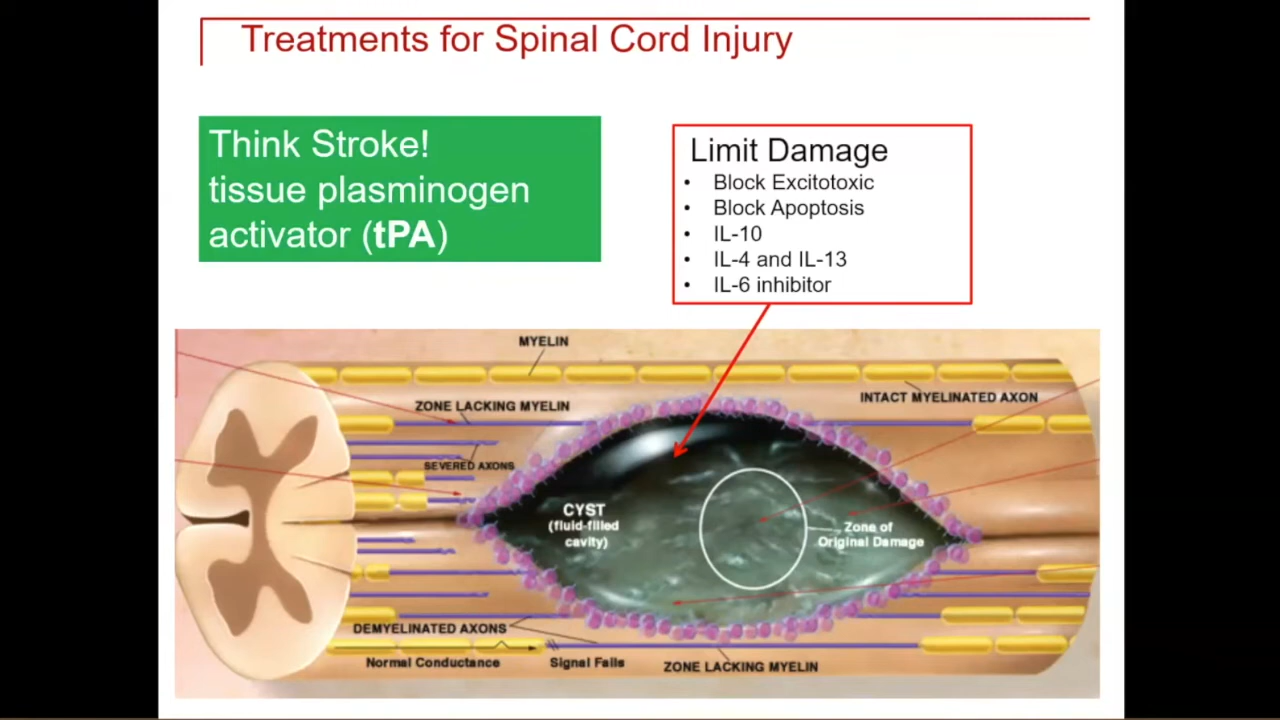 Treatments for Spinal Cord Injury
Think Stroke!
tissue plasminogen
activator (tPA)
Limit Damage
• Block Excitotoxic
• Block Apoptosis
• IL-10
• IL-4 and IL-13
• IL-6 inhibitor
MYELIN
INTACT MYELINATED AXON
ZONE LACKING MYELIN
SEVERED AXONS
CYST
(fluid-filled
cavity)
Zone of
Original Damage
DEMYELINATED AXONS
Normal Conductance
Signal Fails
ZONE LACKING MYELIN